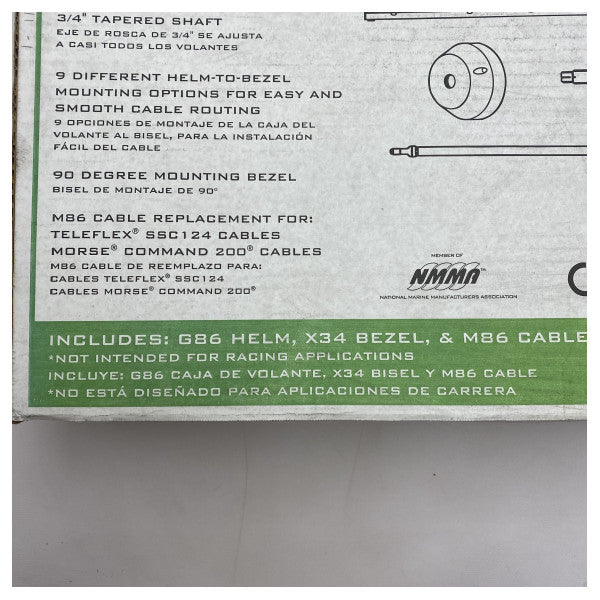 3/4" TAPERED SHAFT
EJE DE ROSCA DE 3/4" SE AJUSTA
A CASI TODOS LOS VOLANTES
9 DIFFERENT HELM-TO-BEZEL
MOUNTING OPTIONS FOR EASY AND
SMOOTH CABLE ROUTING
9 OPCIONES DE MONTAJE DE LA CAJA DEL
VOLANTE AL BISEL, PARA LA INSTALACIÓN
FÁCIL DEL CABLE
90 DEGREE MOUNTING BEZEL
BISEL DE MONTAJE DE 90°
M86 CABLE REPLACEMENT FOR:
TELEFLEX® SSC124 CABLES
MORSE® COMMAND 200® CABLES
M86 CABLE DE REEMPLAZO PARA:
CABLES TELEFLEX® SSC124
CABLES MORSE® COMMAND 200®
MEMBER OF
NMMA™
NATIONAL MARINE MANUFACTURERS ASSOCIATION
INCLUDES: G86 HELM, X34 BEZEL, & M86 CABLE
*NOT INTENDED FOR RACING APPLICATIONS
INCLUYE: G86 CAJA DE VOLANTE, X34 BISEL Y M86 CABLE
*NO ESTÁ DISEÑADO PARA APLICACIONES DE CARRERA